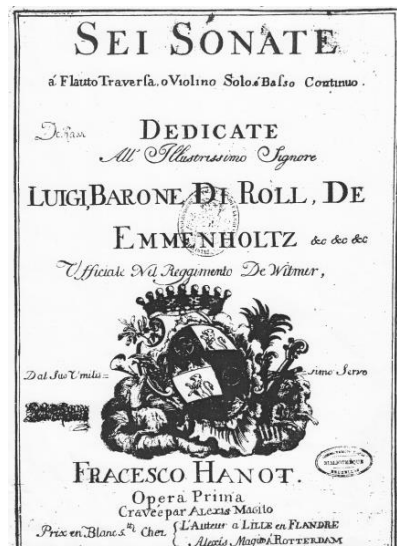 SEI SONATE
á Flauto Traversa, o Violino Solo é Basso Continuo.
DEDICATE
All' Illustrissimo Signore
LUIGI, BARONE DI ROLL, DE
EMMENHOLTZ &c &c &c
Ufficiale Nel Reggimento De Witmer,
Dal Suo Umilis=
simo Servo
FRACESCO HANOT.
Opera Prima
Gravée par ALEXIS Magito
Prix en Blanc Chez L'Auteur a LILLE en FLANDRE
Alexis Magito á ROTTERDAM